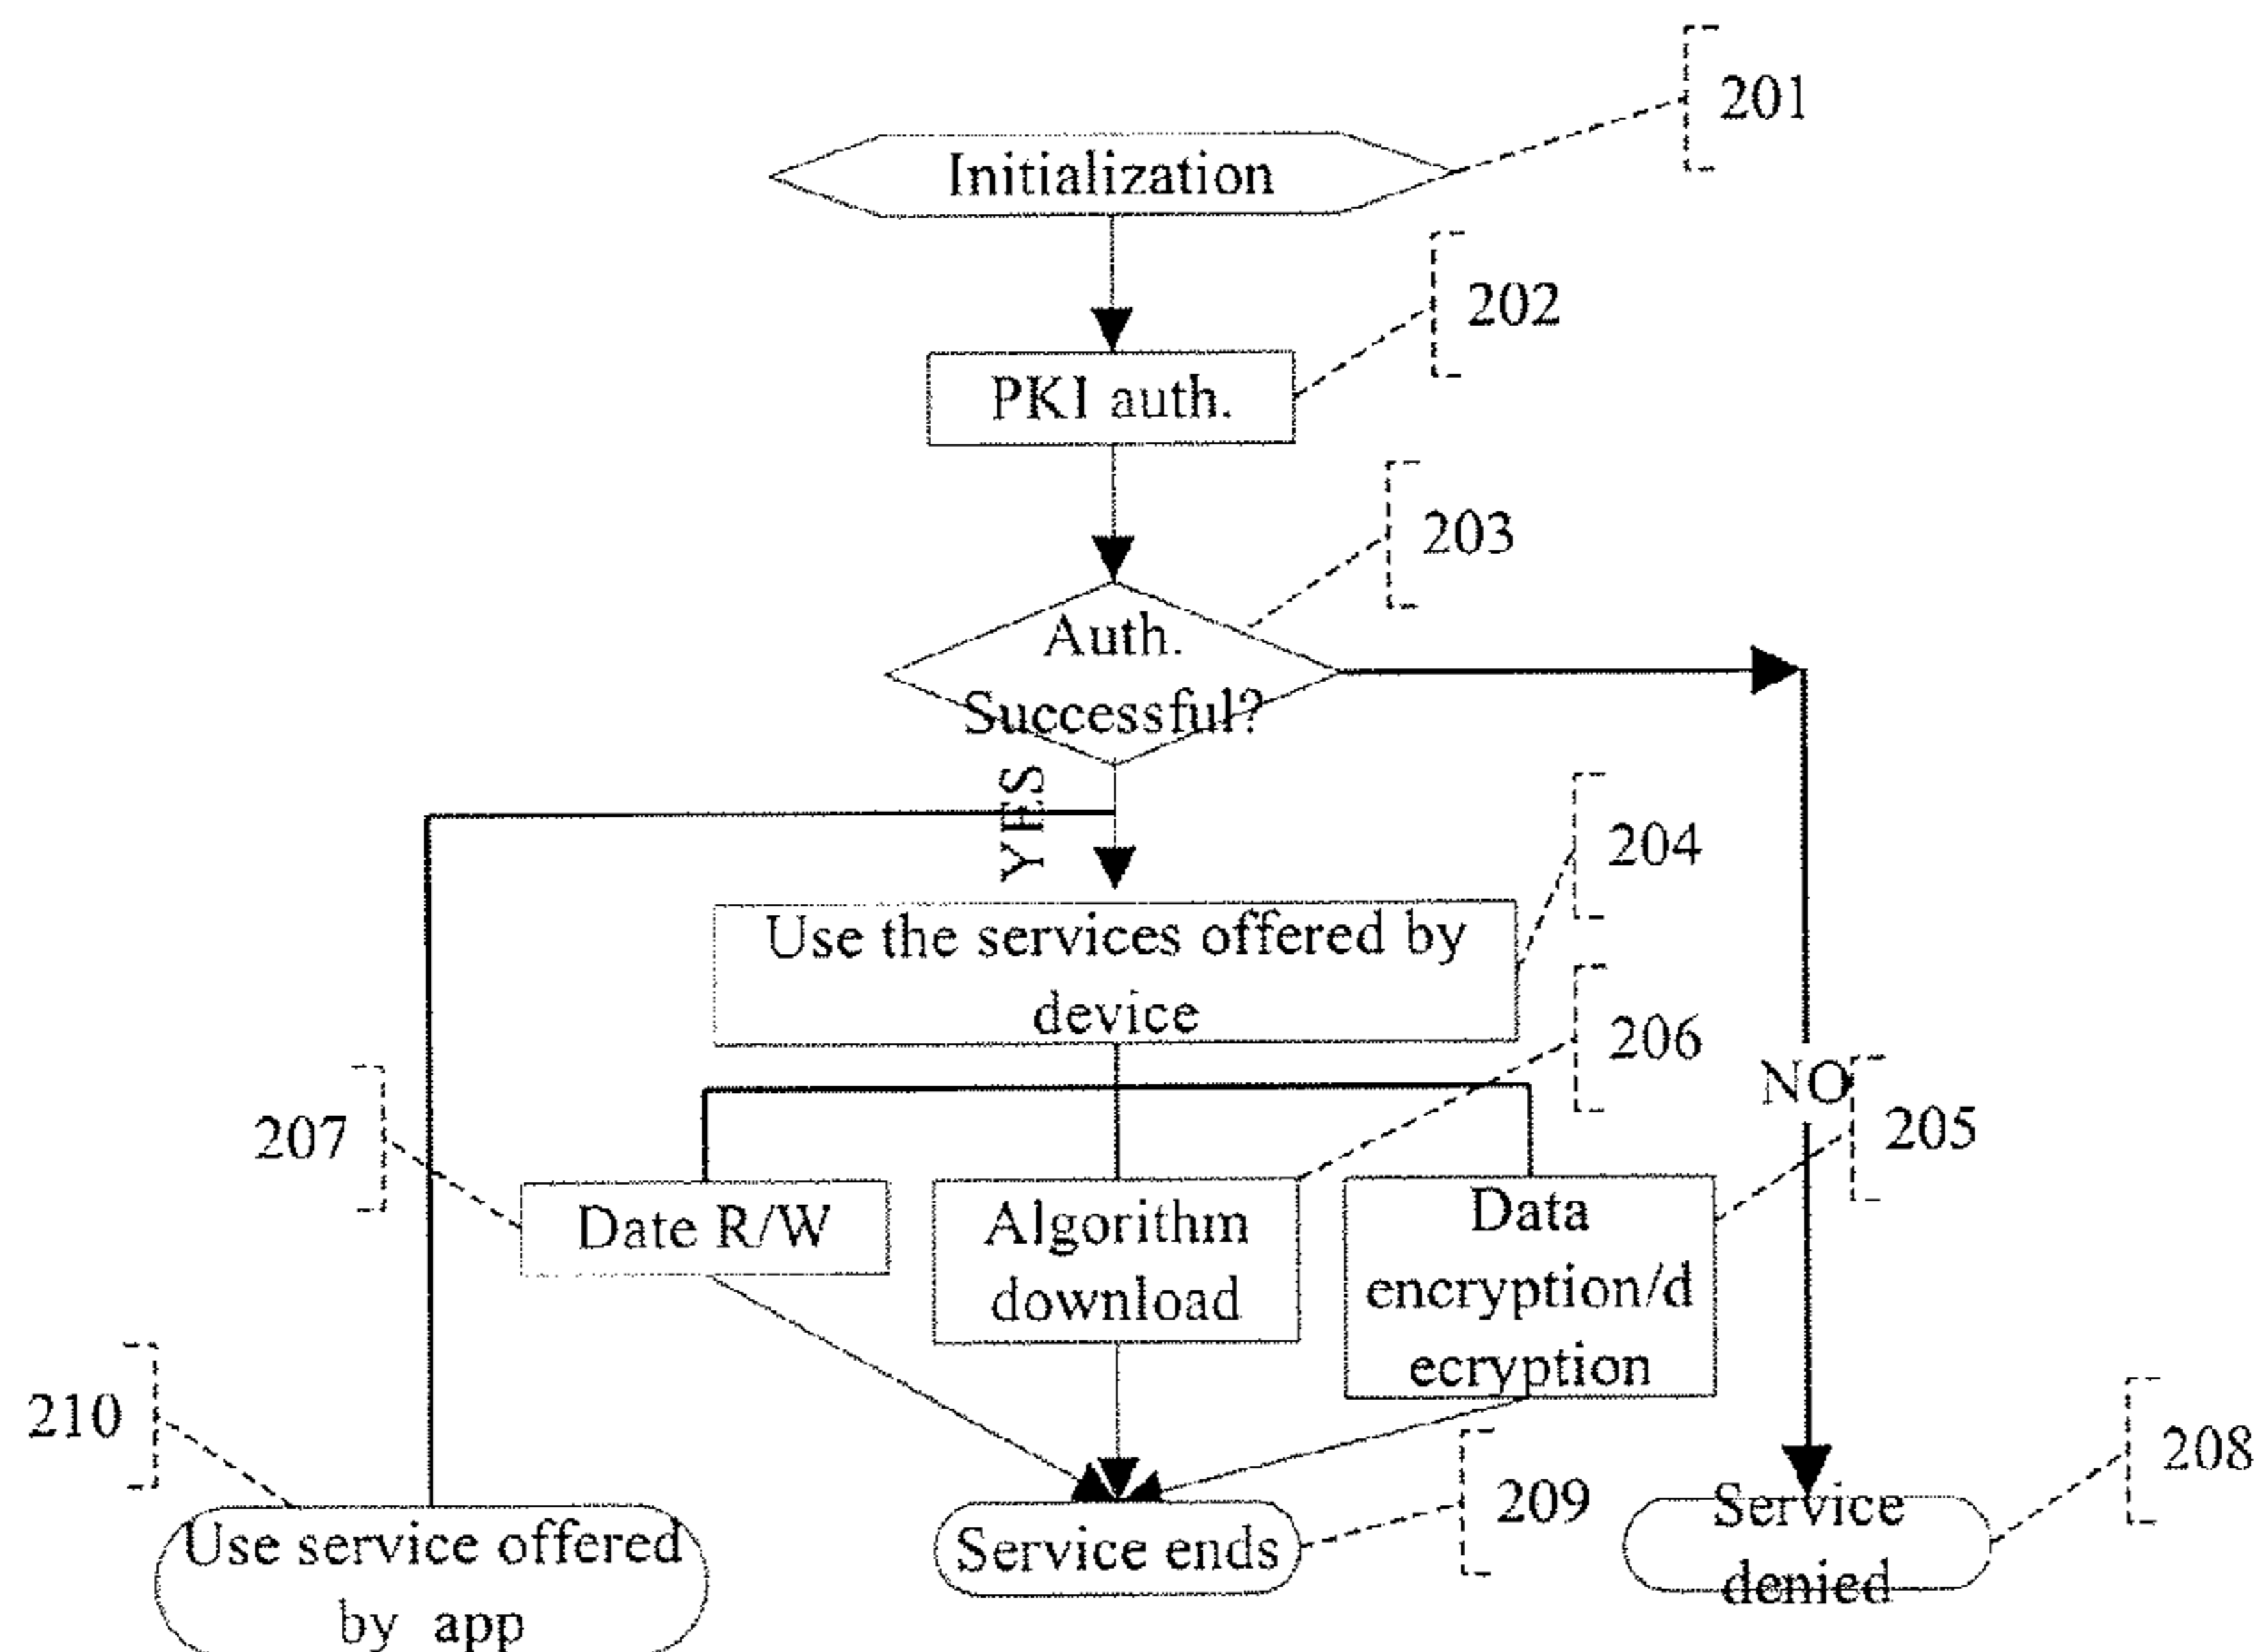 201
Initialization
202
PKI auth.
203
Auth.
Successful?
YES
204
Use the services offered by
device
206
NO
205
207
Date R/W
Algorithm
download
Data
encryption/d
ecryption
210
208
209
Use service offered
by app
Service ends
Service
denied